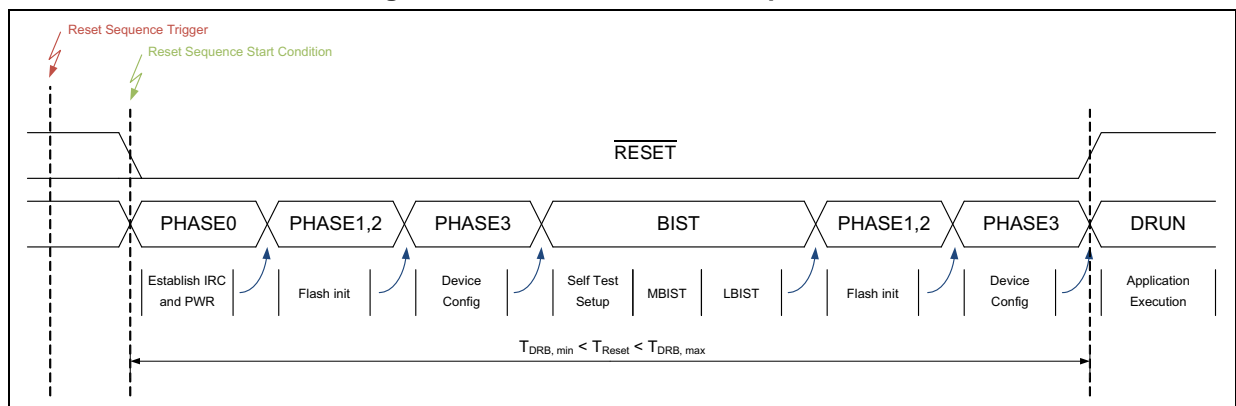 Reset Sequence Trigger
Reset Sequence Start Condition
RESET
PHASE0 PHASE1,2 PHASE3 BIST PHASE1,2 PHASE3 DRUN
Establish IRC
and PWR
Flash init
Device
Config
Self Test
Setup
MBIST
LBIST
Flash init
Device
Config
Application
Execution
TDRB, min < TReset < TDRB, max